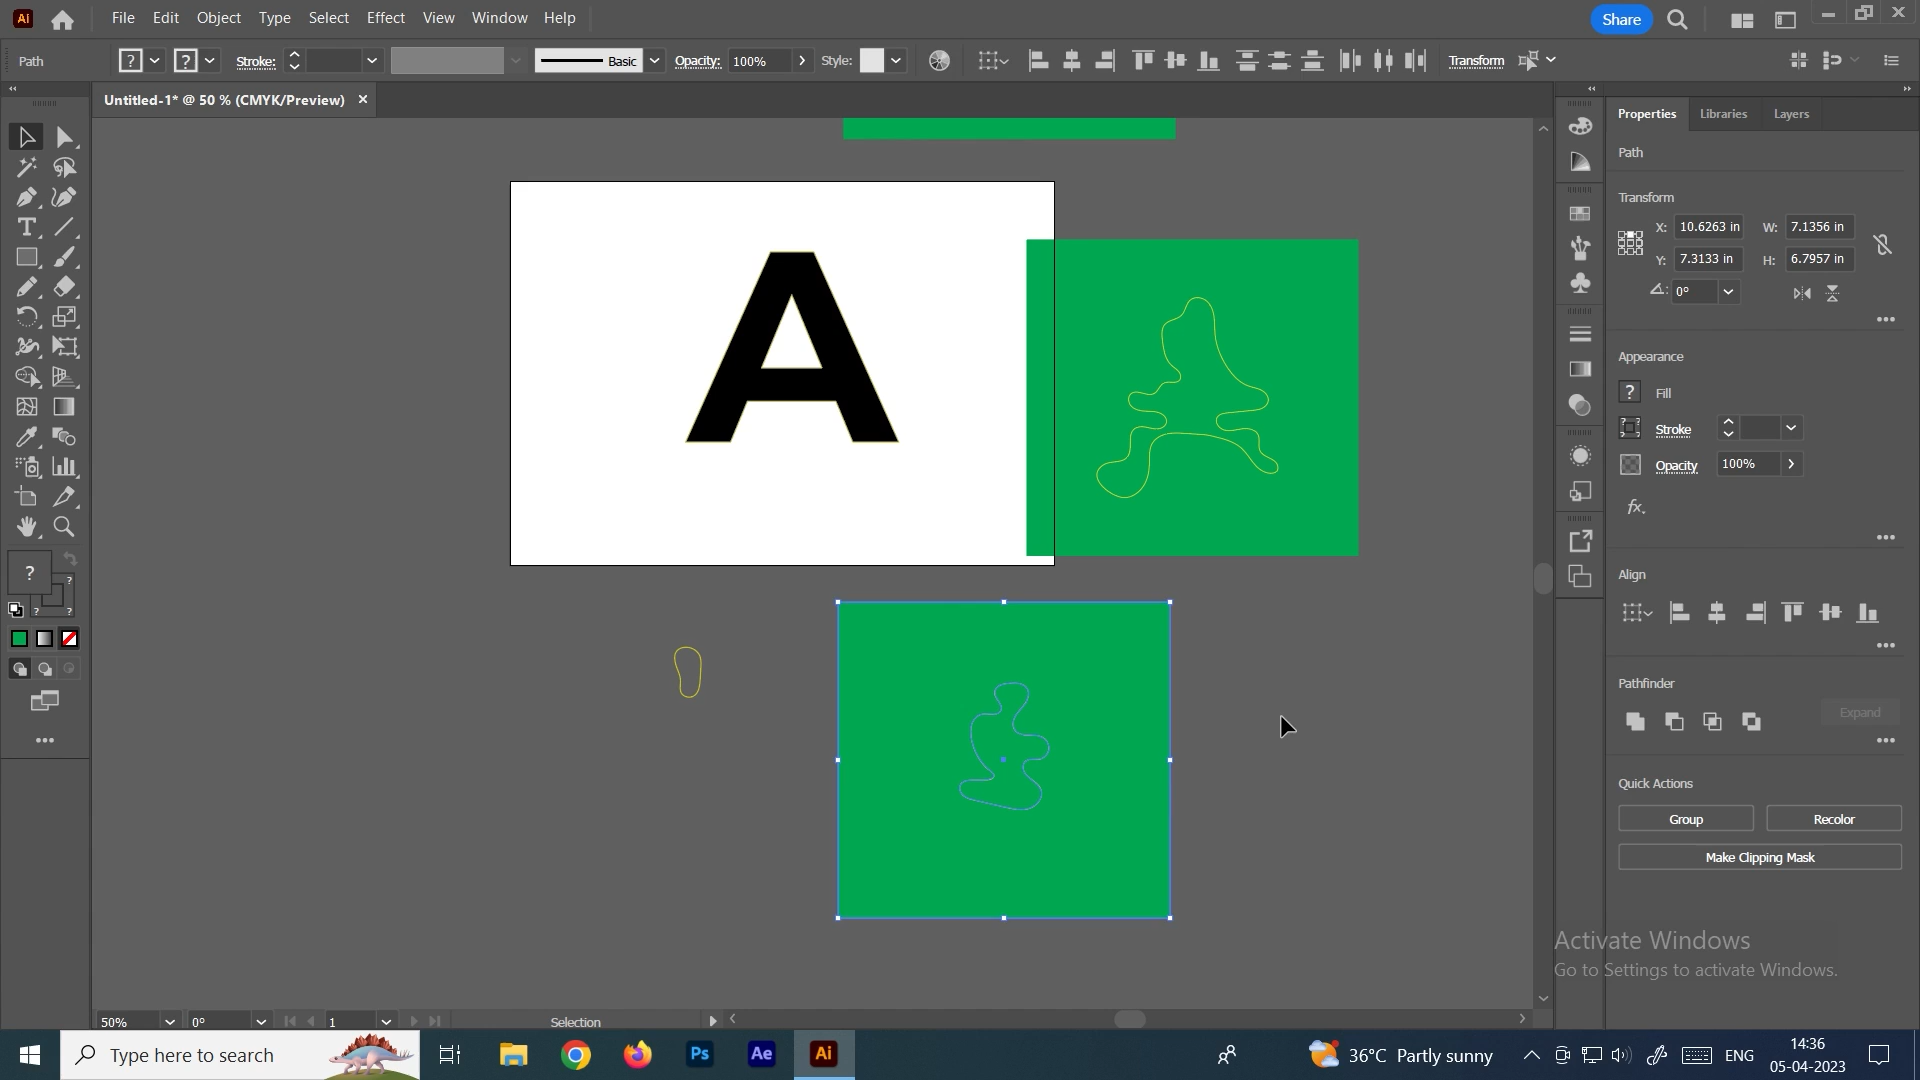 Ai File Edit Object Type Select Effect View Window Help Share
Path ? ? Stroke: Basic Opacity: 100% Style: Transform
Untitled-1* @ 50 % (CMYK/Preview) ×
Properties Libraries Layers
Path
Transform
X: 10.6263 in W: 7.1356 in
Y: 7.3133 in H: 6.7957 in
0°
Appearance
? Fill
Stroke
Opacity 100%
fx.
Align
Pathfinder
Expand
Quick Actions
Group Recolor
Make Clipping Mask
A
?
?
? ?
Activate Windows
Go to Settings to activate Windows.
50% 0° 1 Selection
Type here to search Ps Ae Ai 36°C Partly sunny ENG 14:36
05-04-2023